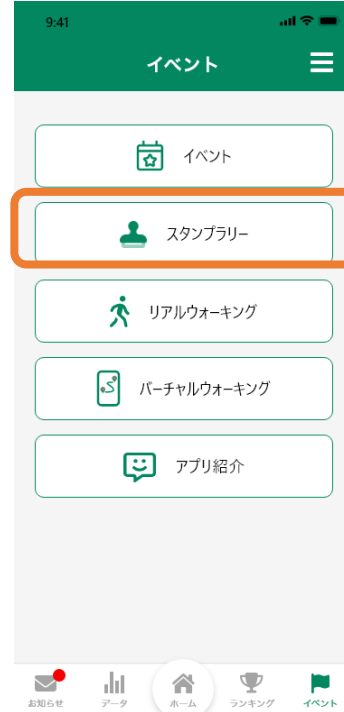 9:41
イベント
イベント
スタンプラリー
リアルウォーキング
バーチャルウォーキング
アプリ紹介
お知らせ
データ
ホーム
ランキング
イベント